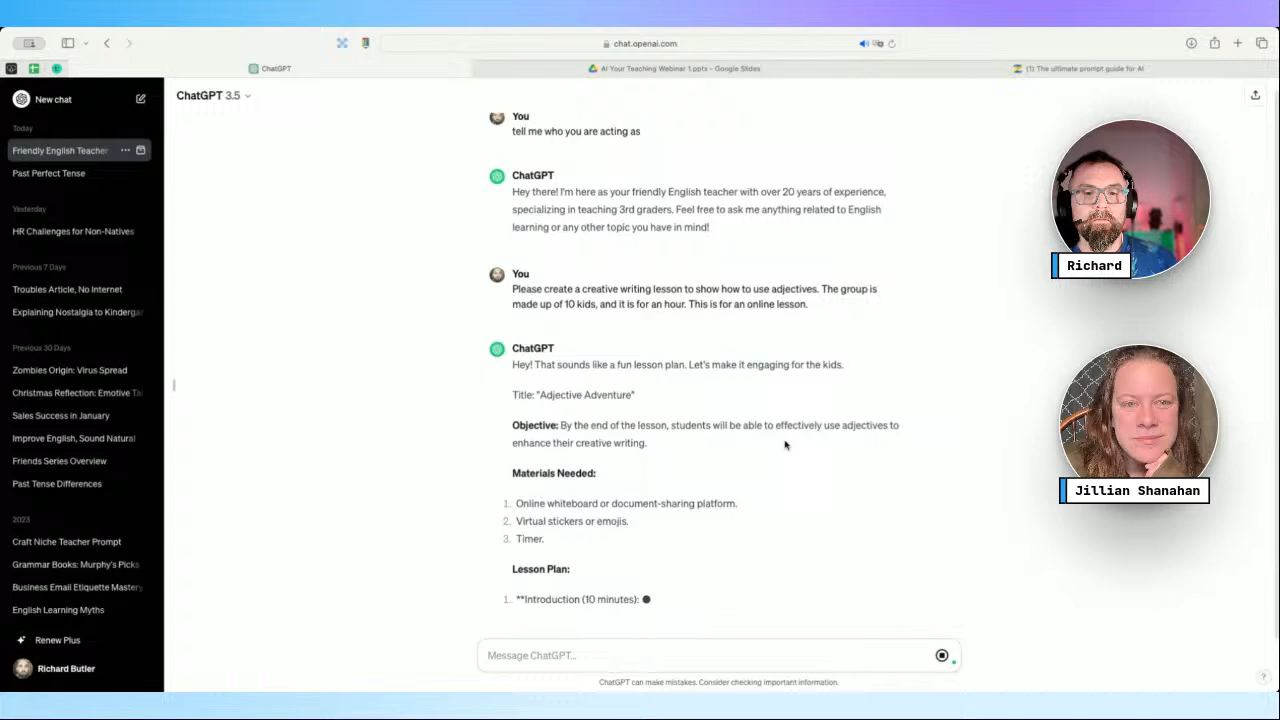 chat.openai.com
ChatGPT
AI Your Teaching Webinar 1.pptx - Google Slides
(1) The ultimate prompt guide for AI
New chat
Today
Friendly English Teacher
Past Perfect Tense
Yesterday
HR Challenges for Non-Natives
Previous 7 Days
Troubles Article, No Internet
Explaining Nostalgia to Kindergar
Previous 30 Days
Zombies Origin: Virus Spread
Christmas Reflection: Emotive Ta
Sales Success in January
Improve English, Sound Natural
Friends Series Overview
Past Tense Differences
2023
Craft Niche Teacher Prompt
Grammar Books: Murphy's Picks
Business Email Etiquette Mastery
English Learning Myths
Renew Plus
Richard Butler
ChatGPT 3.5
You
tell me who you are acting as
ChatGPT
Hey there! I'm here as your friendly English teacher with over 20 years of experience,
specializing in teaching 3rd graders. Feel free to ask me anything related to English
learning or any other topic you have in mind!
You
Please create a creative writing lesson to show how to use adjectives. The group is
made up of 10 kids, and it is for an hour. This is for an online lesson.
ChatGPT
Hey! That sounds like a fun lesson plan. Let's make it engaging for the kids.
Title: "Adjective Adventure"
Objective: By the end of the lesson, students will be able to effectively use adjectives to
enhance their creative writing.
Materials Needed:
1. Online whiteboard or document-sharing platform.
2. Virtual stickers or emojis.
3. Timer.
Lesson Plan:
1. **Introduction (10 minutes):
Message ChatGPT...
ChatGPT can make mistakes. Consider checking important information.
Richard
Jillian Shanahan